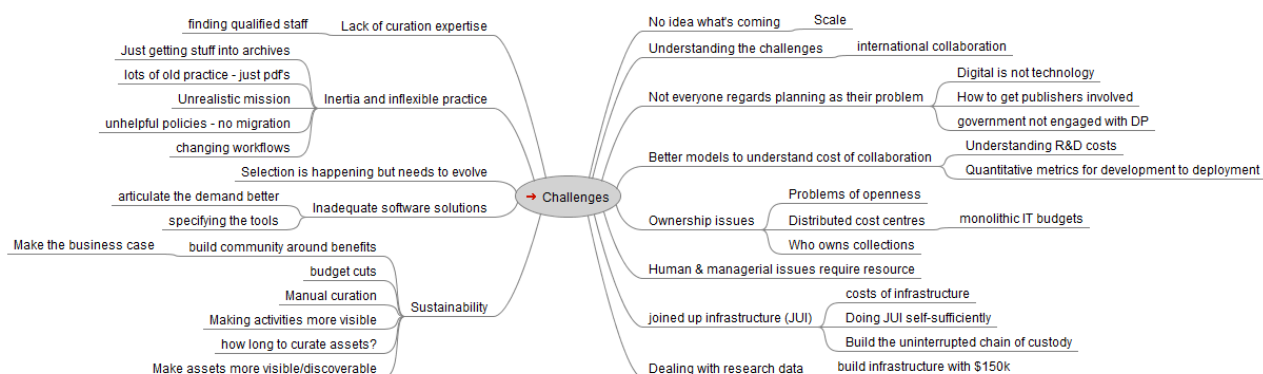 Challenges
Lack of curation expertise
finding qualified staff
Inertia and inflexible practice
Just getting stuff into archives
lots of old practice - just pdf's
Unrealistic mission
unhelpful policies - no migration
changing workflows
Selection is happening but needs to evolve
Inadequate software solutions
articulate the demand better
specifying the tools
Sustainability
build community around benefits
Make the business case
budget cuts
Manual curation
Making activities more visible
how long to curate assets?
Make assets more visible/discoverable
No idea what's coming
Scale
Understanding the challenges
international collaboration
Not everyone regards planning as their problem
Digital is not technology
How to get publishers involved
government not engaged with DP
Better models to understand cost of collaboration
Understanding R&D costs
Quantitative metrics for development to deployment
Ownership issues
Problems of openness
Distributed cost centres
monolithic IT budgets
Who owns collections
Human & managerial issues require resource
joined up infrastructure (JUI)
costs of infrastructure
Doing JUI self-sufficiently
Build the uninterrupted chain of custody
Dealing with research data
build infrastructure with $150k